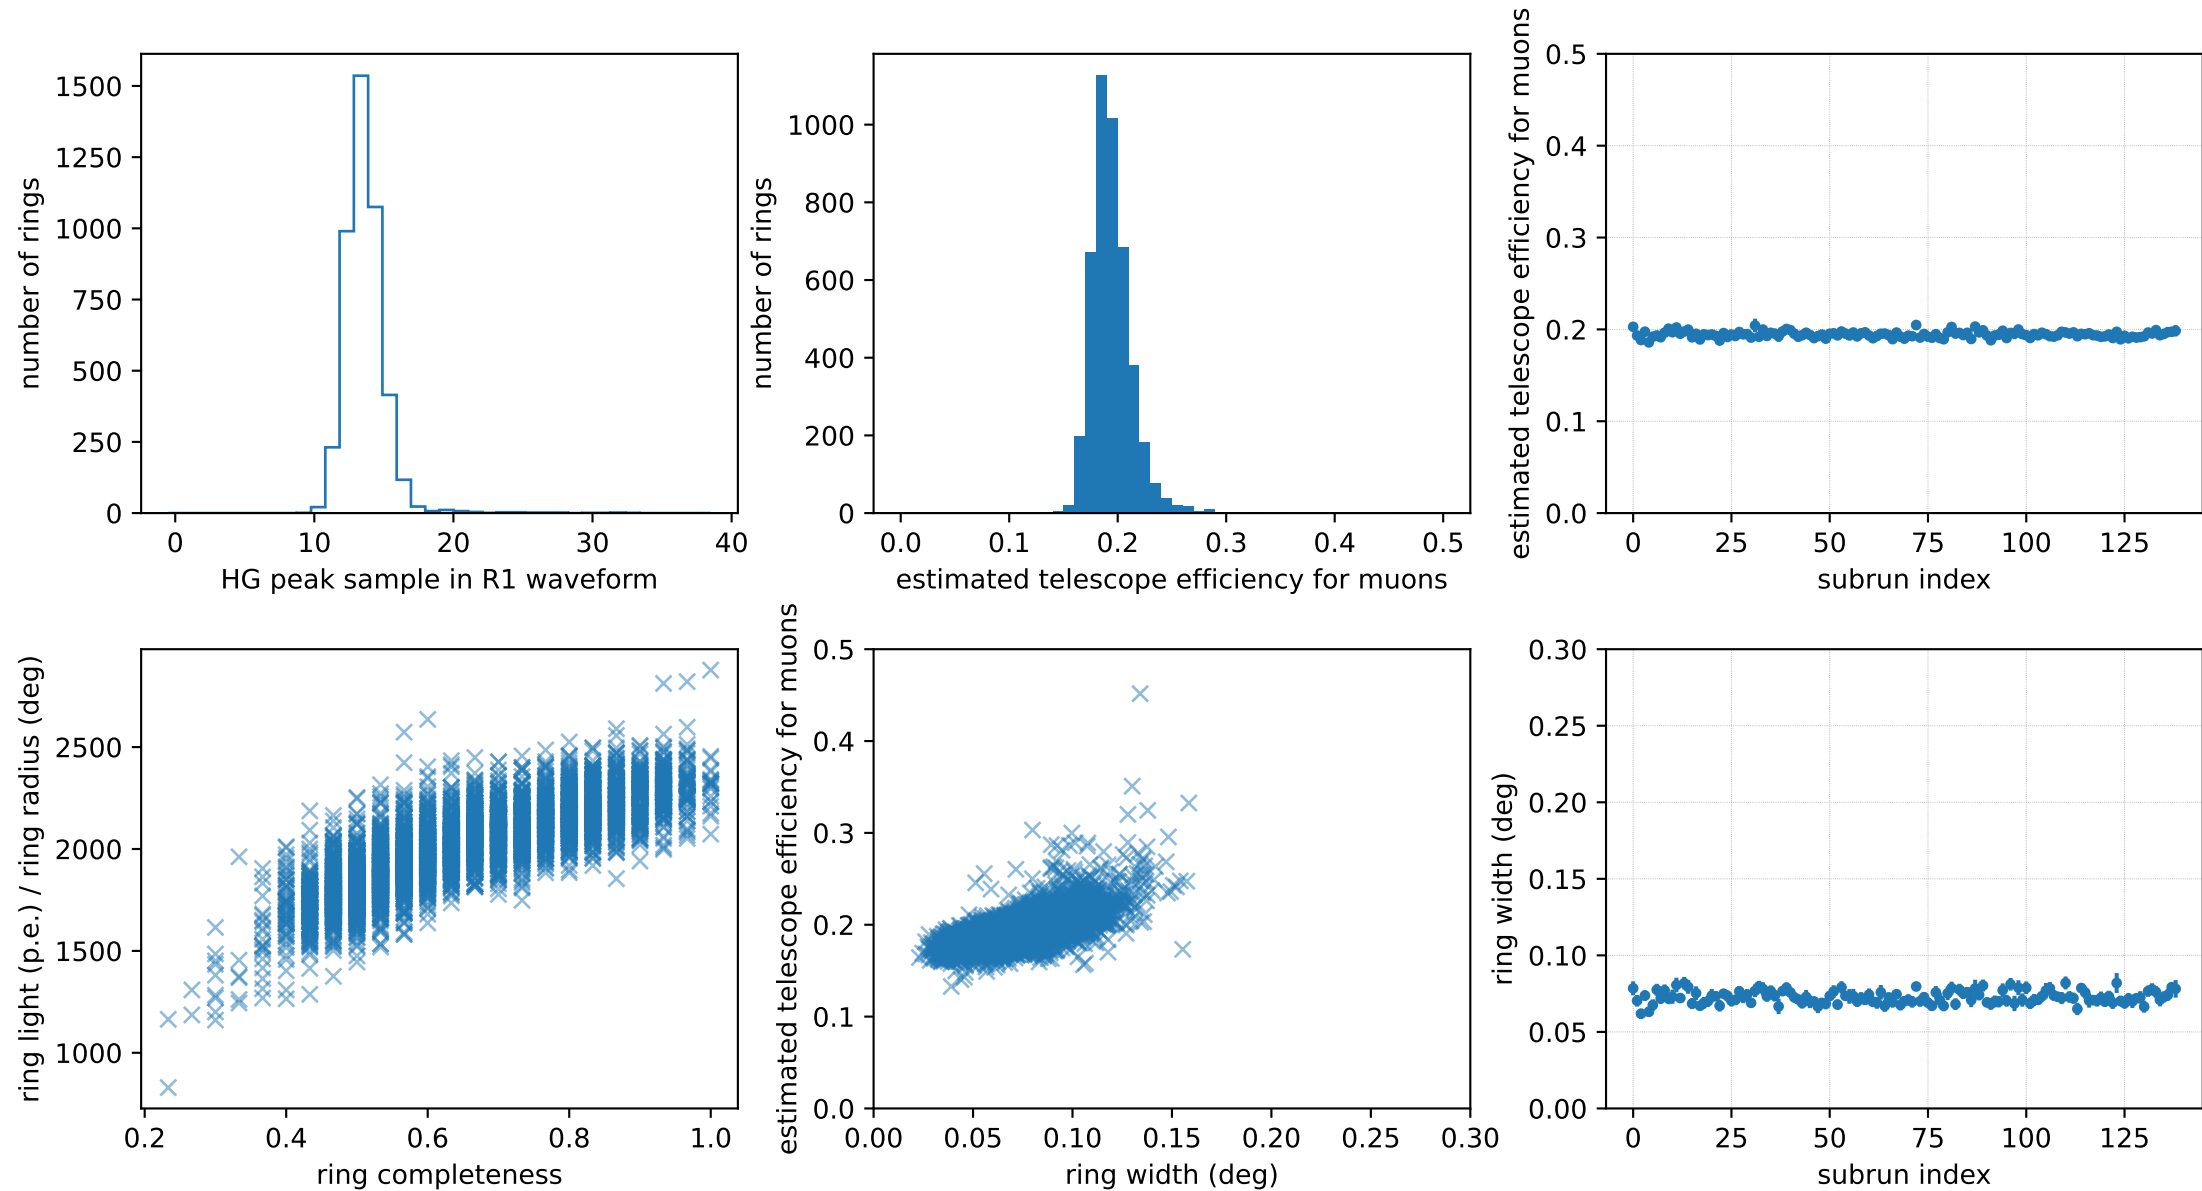 number of rings
1500
1250
1000
750
500
250
0
0 10 20 30 40
HG peak sample in R1 waveform
number of rings
1000
800
600
400
200
0
0.0 0.1 0.2 0.3 0.4 0.5
estimated telescope efficiency for muons
estimated telescope efficiency for muons
0.5
0.4
0.3
0.2
0.1
0.0
0 25 50 75 100 125
subrun index
ring light (p.e.) / ring radius (deg)
2500
2000
1500
1000
0.2 0.4 0.6 0.8 1.0
ring completeness
estimated telescope efficiency for muons
0.5
0.4
0.3
0.2
0.1
0.0
0.00 0.05 0.10 0.15 0.20 0.25 0.30
ring width (deg)
ring width (deg)
0.30
0.25
0.20
0.15
0.10
0.05
0.00
0 25 50 75 100 125
subrun index